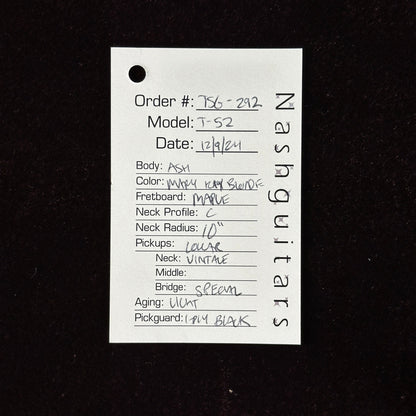 Nashguitars
Order #: TSG-292
Model: T-52
Date: 12/9/24
Body: ASH
Color: MARY KAY BLONDE
Fretboard: MAPLE
Neck Profile: C
Neck Radius: 10"
Pickups: LOLLAR
Neck: VINTAGE
Middle:
Bridge: SPECIAL
Aging: LIGHT
Pickguard: 1-PLY BLACK